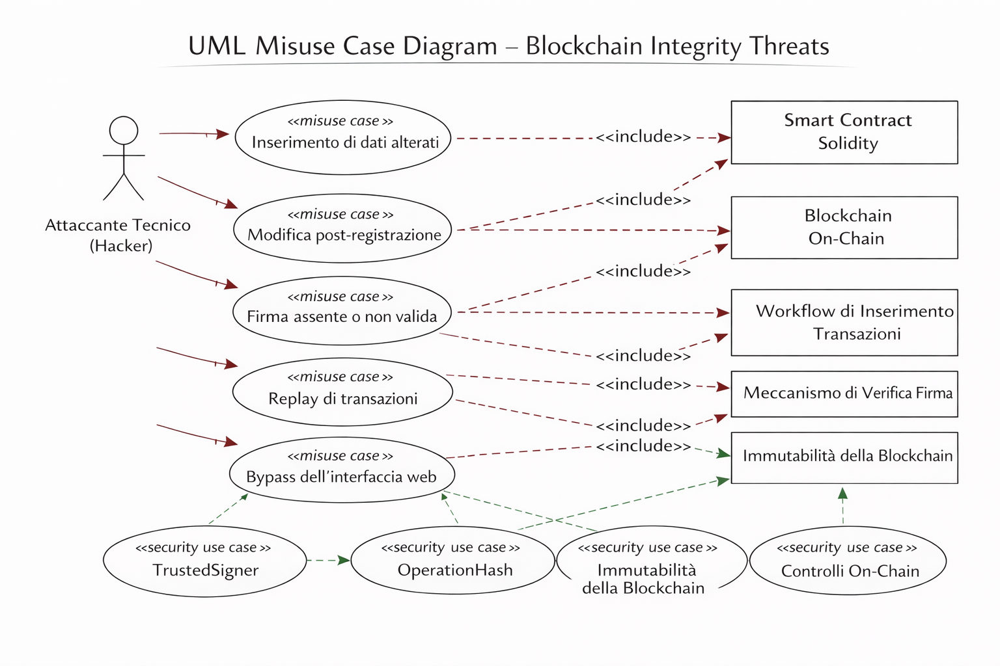 UML Misuse Case Diagram – Blockchain Integrity Threats
Attaccante Tecnico
(Hacker)
«misuse case»
Inserimento di dati alterati
<<include>>
Smart Contract
Solidity
«misuse case»
Modifica post-registrazione
<<include>>
Blockchain
On-Chain
«misuse case»
Firma assente o non valida
<<include>>
Workflow di Inserimento
Transazioni
<<include>>
«misuse case»
Replay di transazioni
<<include>>
Meccanismo di Verifica Firma
<<include>>
«misuse case»
Bypass dell’interfaccia web
<<include>>
Immutabilità della Blockchain
«security use case»
TrustedSigner
«security use case»
OperationHash
«security use case»
Immutabilità
della Blockchain
«security use case»
Controlli On-Chain